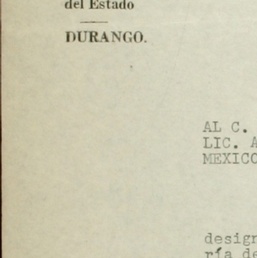 del Estado
DURANGO.
AL C.
LIC. A
MEXICO
design
ría de